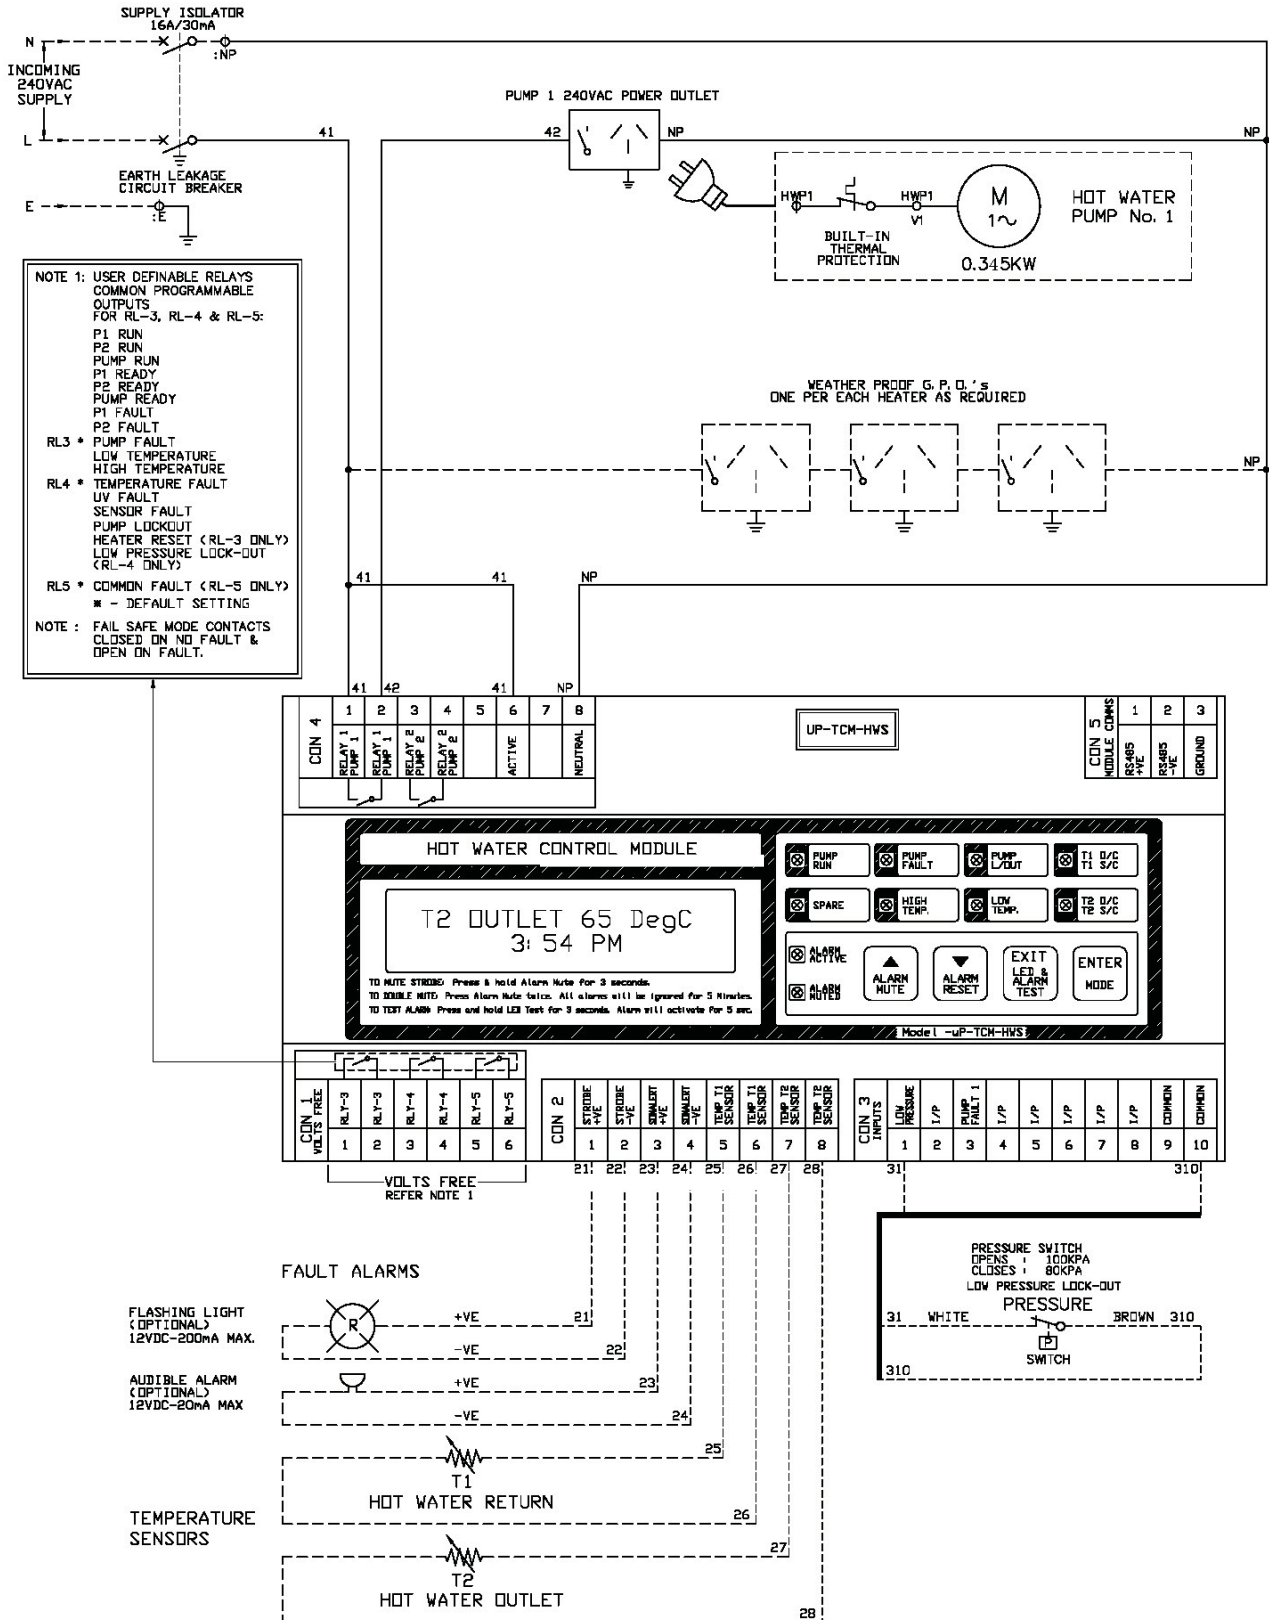 SUPPLY ISOLATOR
16A/30mA
N
:NP
INCOMING
240VAC
SUPPLY
L
41
EARTH LEAKAGE
CIRCUIT BREAKER
E
:E
PUMP 1 240VAC POWER OUTLET
42
NP
NP
HWP1
HWP1
V1
BUILT-IN
THERMAL
PROTECTION
M
1~
0.345KW
HOT WATER
PUMP No. 1
NOTE 1: USER DEFINABLE RELAYS
COMMON PROGRAMMABLE
OUTPUTS
FOR RL-3, RL-4 & RL-5:
P1 RUN
P2 RUN
PUMP RUN
P1 READY
P2 READY
PUMP READY
P1 FAULT
P2 FAULT
RL3 * PUMP FAULT
LOW TEMPERATURE
HIGH TEMPERATURE
RL4 * TEMPERATURE FAULT
UV FAULT
SENSOR FAULT
PUMP LOCKOUT
HEATER RESET (RL-3 ONLY)
LOW PRESSURE LOCK-OUT
(RL-4 ONLY)
RL5 * COMMON FAULT (RL-5 ONLY)
* - DEFAULT SETTING
NOTE : FAIL SAFE MODE CONTACTS
CLOSED ON NO FAULT &
OPEN ON FAULT.
WEATHER PROOF G.P.O.'s
ONE PER EACH HEATER AS REQUIRED
NP
41
41
NP
41
42
41
NP
CON 4
1
2
3
4
5
6
7
8
RELAY 1
PUMP 1
RELAY 1
PUMP 1
RELAY 2
PUMP 2
RELAY 2
PUMP 2
ACTIVE
NEUTRAL
UP-TCM-HWS
CON 5
MODULE COMMS
1
2
3
RS485
+VE
RS485
-VE
GROUND
HOT WATER CONTROL MODULE
T2 OUTLET 65 DegC
3:54 PM
TO MUTE STROBE: Press & hold Alarm Mute for 3 seconds.
TO DOUBLE MUTE: Press Alarm Mute twice. All alarms will be ignored for 5 Minutes.
TO TEST ALARM: Press and hold LED Test for 3 seconds. Alarm will activate for 5 sec.
PUMP
RUN
PUMP
FAULT
PUMP
L/OUT
T1 O/C
T1 S/C
SPARE
HIGH
TEMP.
LOW
TEMP.
T2 O/C
T2 S/C
ALARM
ACTIVE
ALARM
MUTED
ALARM
MUTE
ALARM
RESET
EXIT
LED &
ALARM
TEST
ENTER
MODE
Model -uP-TCM-HWS
CON 1
VOLTS FREE
RLY-3
RLY-3
RLY-4
RLY-4
RLY-5
RLY-5
1
2
3
4
5
6
VOLTS FREE
REFER NOTE 1
CON 2
STROBE
+VE
STROBE
-VE
SONALERT
+VE
SONALERT
-VE
TEMP T1
SENSOR
TEMP T1
SENSOR
TEMP T2
SENSOR
TEMP T2
SENSOR
1
2
3
4
5
6
7
8
21
22
23
24
25
26
27
28
CON 3
INPUTS
LOW
PRESSURE
I/P
PUMP
FAULT 1
I/P
I/P
I/P
I/P
I/P
COMMON
COMMON
1
2
3
4
5
6
7
8
9
10
31
310
PRESSURE SWITCH
OPENS : 100KPA
CLOSES : 80KPA
LOW PRESSURE LOCK-OUT
PRESSURE
31 WHITE
BROWN 310
P
SWITCH
310
FAULT ALARMS
FLASHING LIGHT
(OPTIONAL)
12VDC-200mA MAX.
R
+VE
21
-VE
22
AUDIBLE ALARM
(OPTIONAL)
12VDC-20mA MAX
+VE
23
-VE
24
25
T1
HOT WATER RETURN
26
TEMPERATURE
SENSORS
27
T2
HOT WATER OUTLET
28